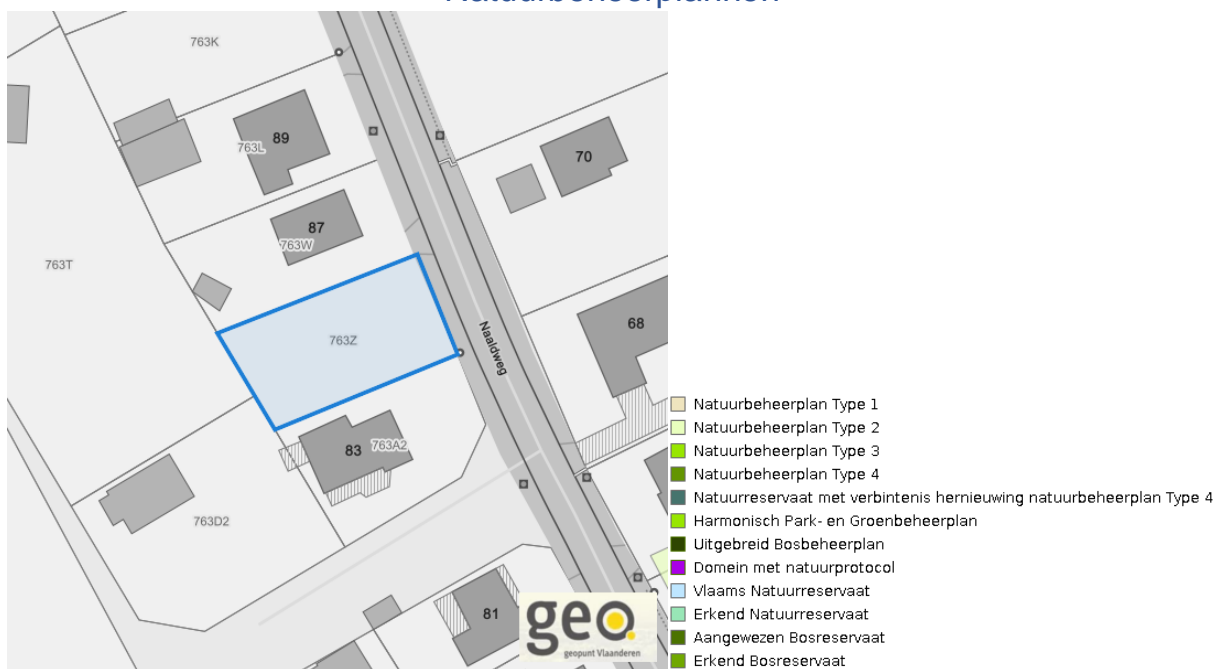 Natuurbeheerplannen
763K
89
763L
70
87
763W
763T
763Z
Naaldweg
68
83
763A2
763D2
81
geo
geopunt Vlaanderen
Natuurbeheerplan Type 1
Natuurbeheerplan Type 2
Natuurbeheerplan Type 3
Natuurbeheerplan Type 4
Natuurreservaat met verbintenis hernieuwing natuurbeheerplan Type 4
Harmonisch Park- en Groenbeheerplan
Uitgebreid Bosbeheerplan
Domein met natuurprotocol
Vlaams Natuurreservaat
Erkend Natuurreservaat
Aangewezen Bosreservaat
Erkend Bosreservaat